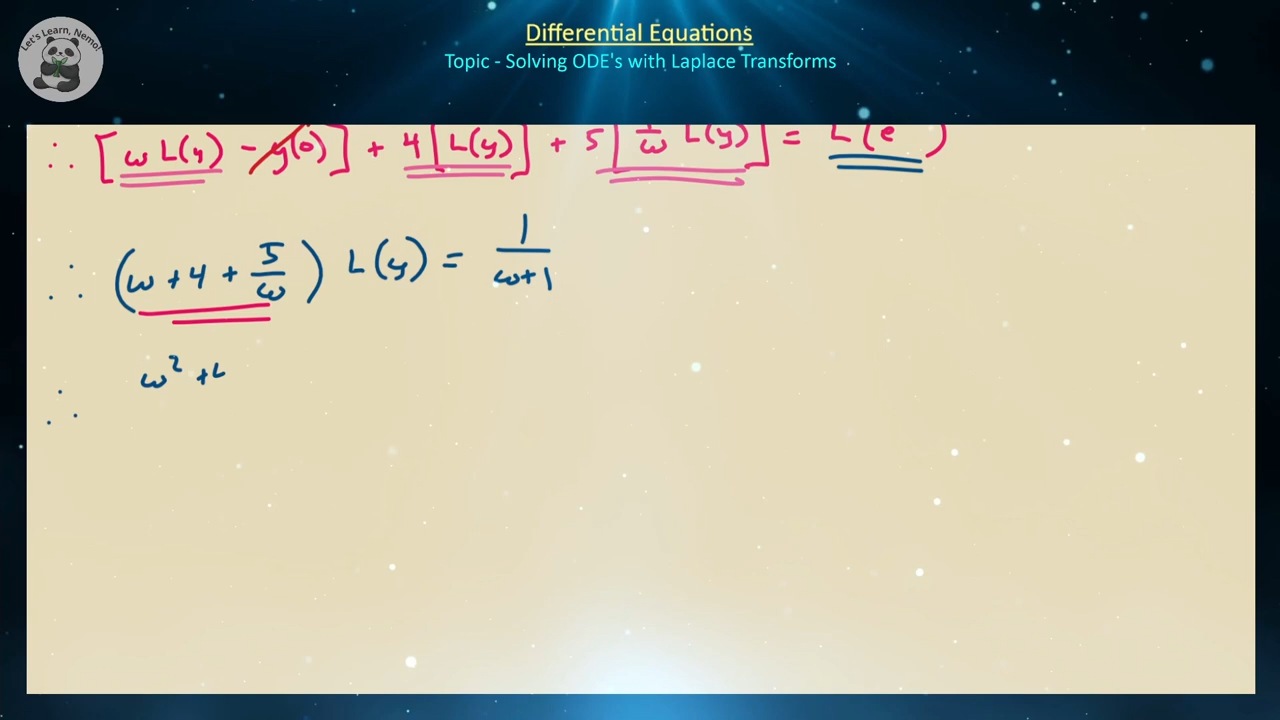 Let's Learn, Nemo!
Differential Equations
Topic - Solving ODE's with Laplace Transforms
∴ [ω L(y) - y(0)] + 4[L(y)] + 5[1/ω L(y)] = L(e )
∴ (ω + 4 + 5/ω) L(y) = 1/(ω+1)
∴ ω² +